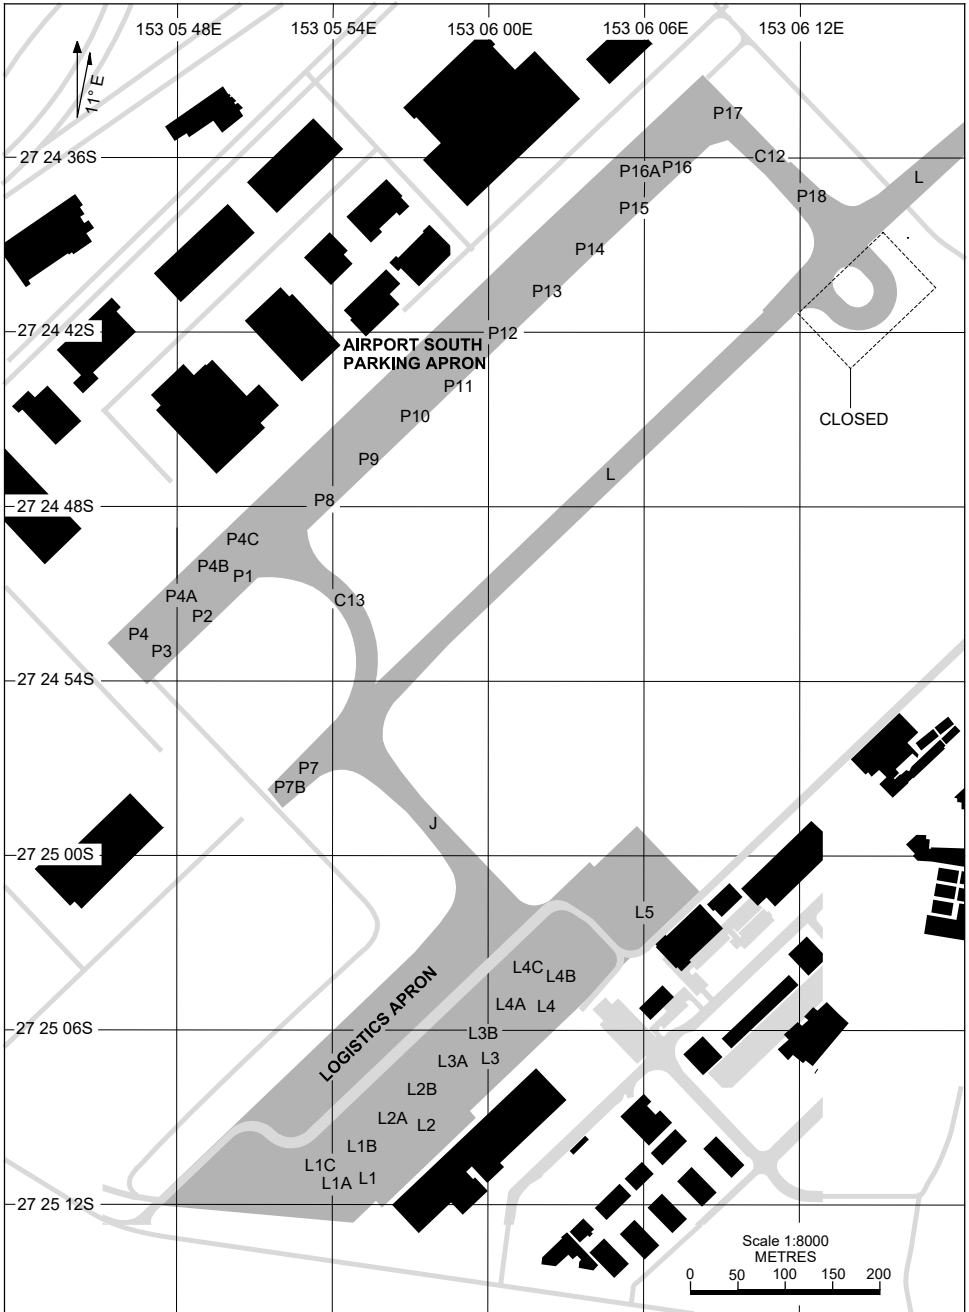 153 05 48E
153 05 54E
153 06 00E
153 06 06E
153 06 12E
11° E
P17
27 24 36S
C12
P16A
P16
L
P18
P15
P14
P13
27 24 42S
P12
AIRPORT SOUTH
PARKING APRON
P11
P10
CLOSED
P9
L
P8
27 24 48S
P4C
P4B
P1
P4A
C13
P2
P4
P3
27 24 54S
P7
P7B
J
27 25 00S
L5
L4C
L4B
LOGISTICS APRON
L4A
L4
27 25 06S
L3B
L3A
L3
L2B
L2A
L2
L1B
L1C
L1A
L1
27 25 12S
Scale 1:8000
METRES
0 50 100 150 200